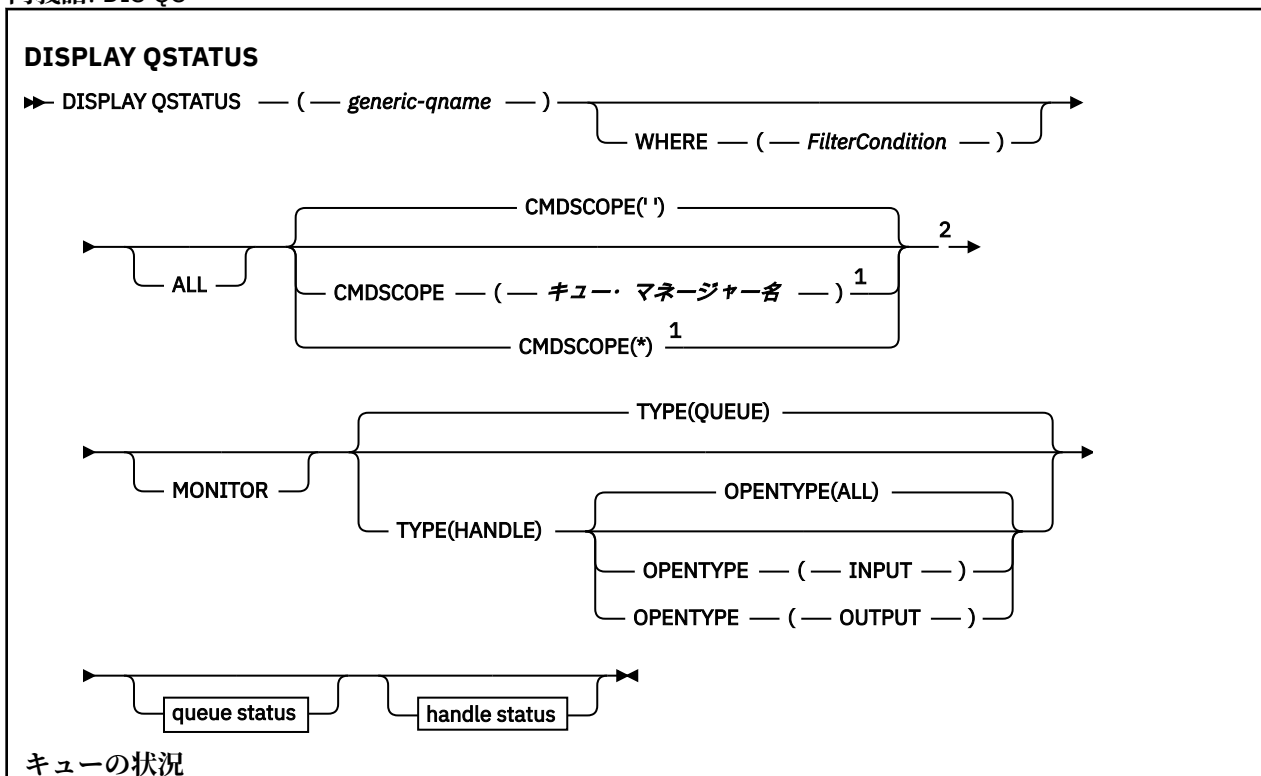 DISPLAY QSTATUS
DISPLAY QSTATUS ( generic-qname )
WHERE ( FilterCondition )
CMDSCOPE(' ')
2
ALL
CMDSCOPE ( キュー・マネージャー名 ) 1
CMDSCOPE(*) 1
TYPE(QUEUE)
MONITOR
OPENTYPE(ALL)
TYPE(HANDLE)
OPENTYPE ( INPUT )
OPENTYPE ( OUTPUT )
queue status
handle status
キューの状況